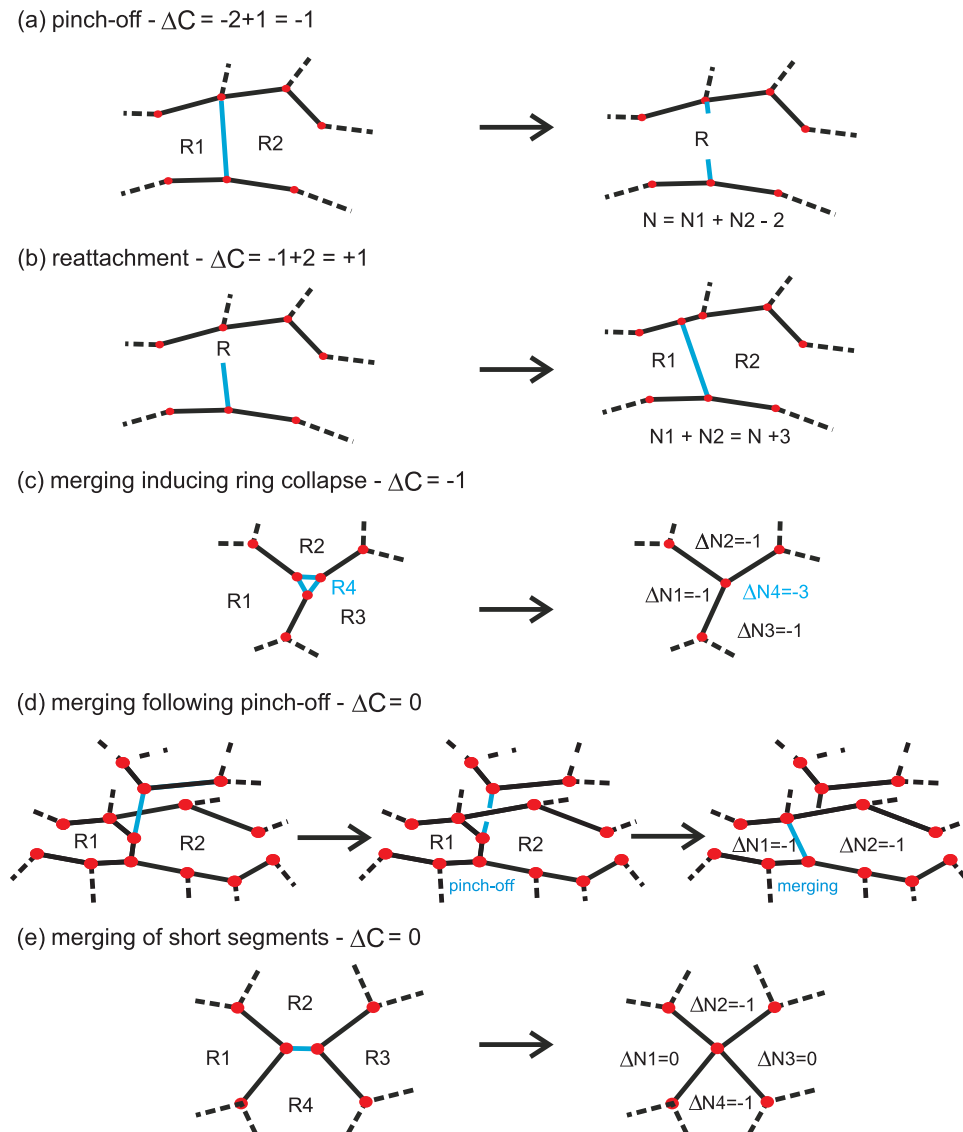 (a) pinch-off - ΔC = -2+1 = -1
R1 R2
R
N = N1 + N2 - 2
(b) reattachment - ΔC = -1+2 = +1
R
R1 R2
N1 + N2 = N +3
(c) merging inducing ring collapse - ΔC = -1
R2
R4
R1
R3
ΔN2=-1
ΔN1=-1 ΔN4=-3
ΔN3=-1
(d) merging following pinch-off - ΔC = 0
R1 R2
R1 R2
pinch-off
ΔN1=-1 ΔN2=-1
merging
(e) merging of short segments - ΔC = 0
R2
R1 R3
R4
ΔN2=-1
ΔN1=0 ΔN3=0
ΔN4=-1